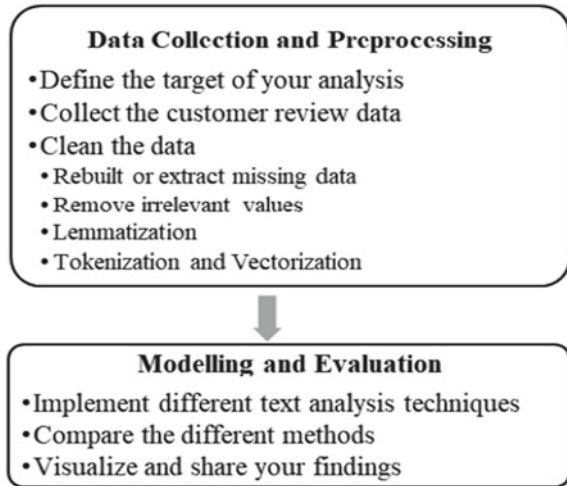 Data Collection and Preprocessing
•Define the target of your analysis
•Collect the customer review data
•Clean the data
•Rebuilt or extract missing data
•Remove irrelevant values
•Lemmatization
•Tokenization and Vectorization
Modelling and Evaluation
•Implement different text analysis techniques
•Compare the different methods
•Visualize and share your findings